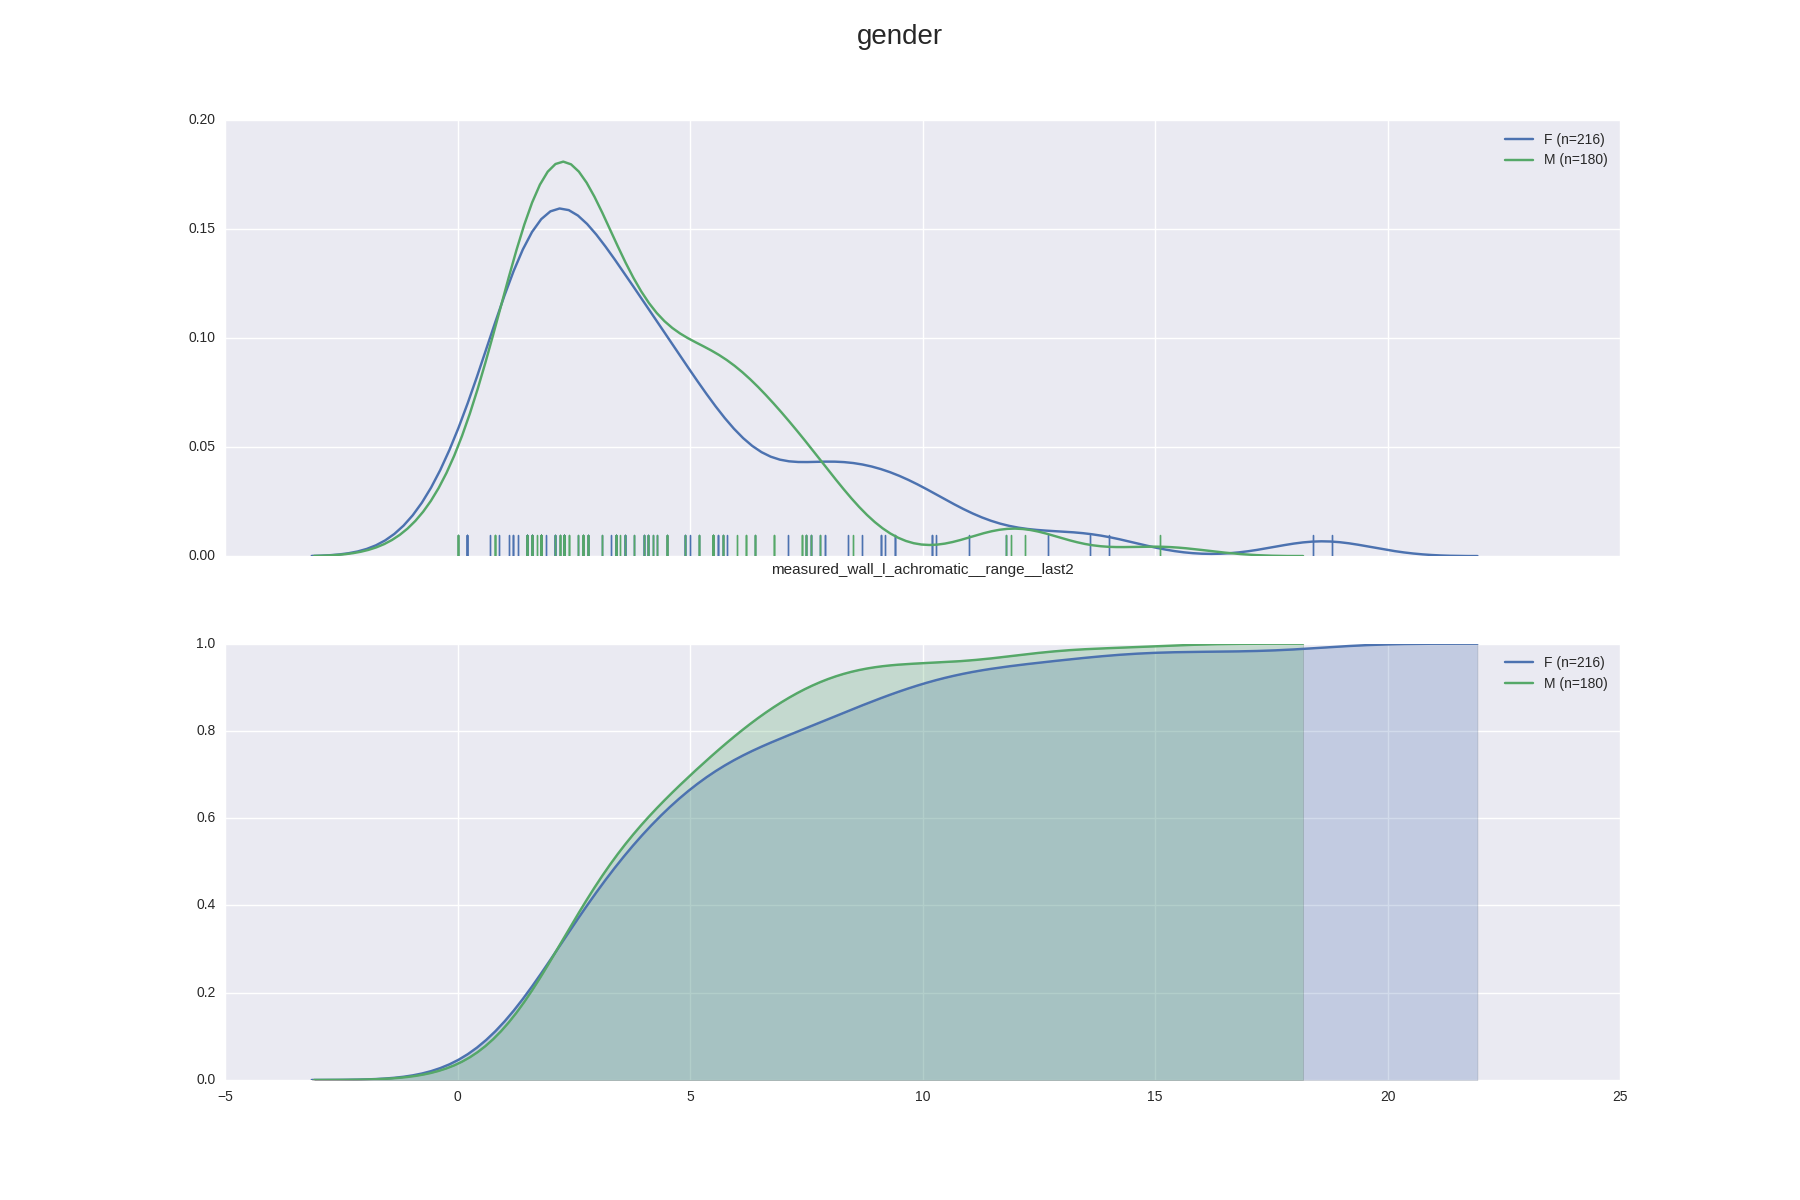 gender
0.20
0.15
0.10
0.05
0.00
F (n=216)
M (n=180)
measured_wall_l_achromatic__range__last2
1.0
0.8
0.6
0.4
0.2
0.0
F (n=216)
M (n=180)
−5 0 5 10 15 20 25